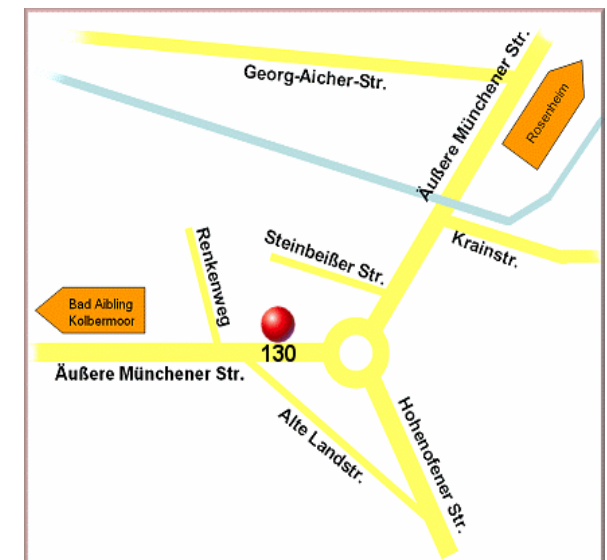 Georg-Aicher-Str.
Äußere Münchener Str.
Rosenheim
Krainstr.
Steinbeißer Str.
Renkenweg
Bad Aibling
Kolbermoor
130
Äußere Münchener Str.
Alte Landstr.
Hohenofener Str.